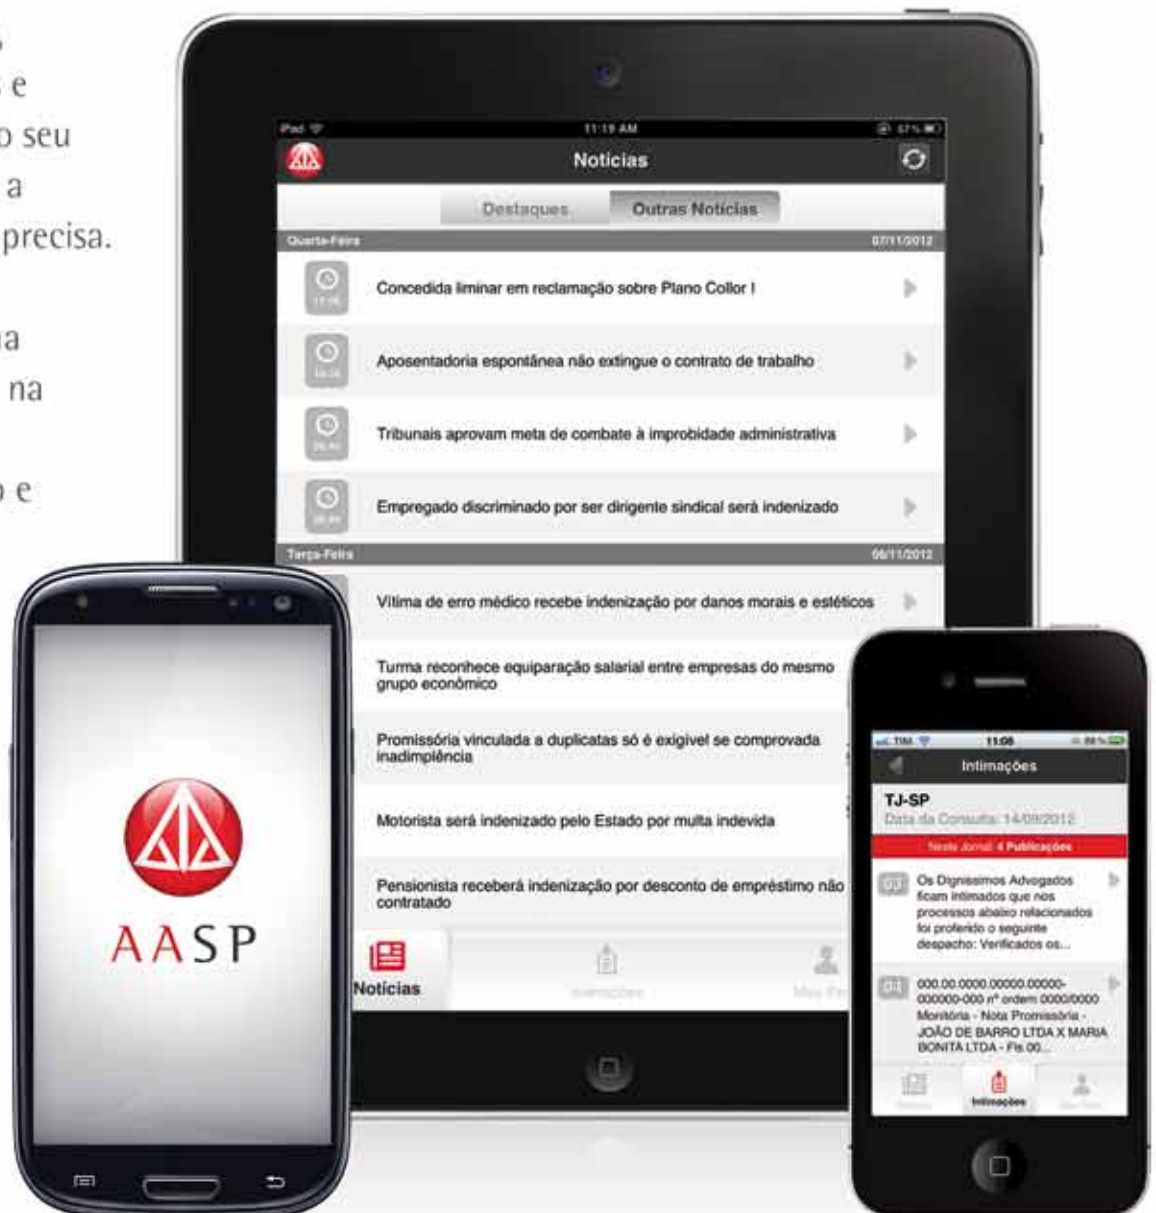 s e
o seu
a
precisa.
na
o e
iPad
11:19 AM
67%
Notícias
Destaques
Outras Notícias
Quarta-Feira
07/11/2012
Concedida liminar em reclamação sobre Plano Collor I
Aposentadoria espontânea não extingue o contrato de trabalho
Tribunais aprovam meta de combate à improbidade administrativa
Empregado discriminado por ser dirigente sindical será indenizado
Terça-Feira
06/11/2012
Vítima de erro médico recebe indenização por danos morais e estéticos
Turma reconhece equiparação salarial entre empresas do mesmo
grupo econômico
Promissória vinculada a duplicatas só é exigível se comprovada
inadimplência
Motorista será indenizado pelo Estado por multa indevida
Pensionista receberá indenização por desconto de empréstimo não
contratado
Notícias
Intimações
AASP
TIM
11:06
Intimações
TJ-SP
Data da Consulta: 14/09/2012
Neste Jornal: 4 Publicações
Os Digníssimos Advogados
ficam intimados que nos
processos abaixo relacionados
foi proferido o seguinte
despacho: Verificados os...
04
000.00.0000.00000.00000-
000000-000 nº ordem 0000/0000
Monitória - Nota Promissória -
JOÃO DE BARRO LTDA X MARIA
BONITA LTDA - Fls.00...
Intimações